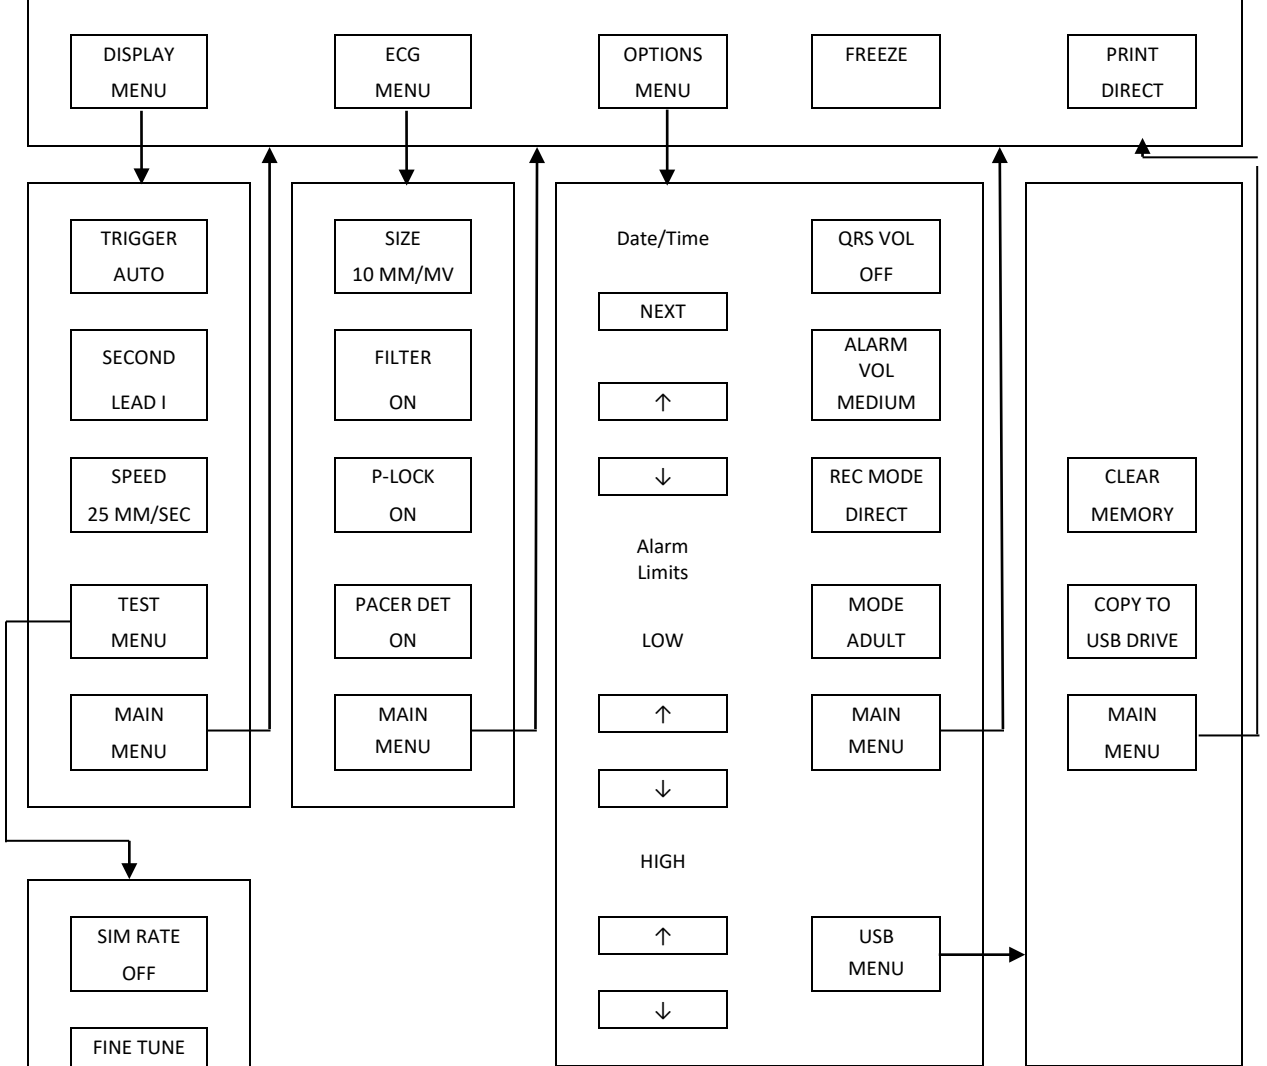 DISPLAY
MENU
ECG
MENU
OPTIONS
MENU
FREEZE
PRINT
DIRECT
TRIGGER
AUTO
SECOND
LEAD I
SPEED
25 MM/SEC
TEST
MENU
MAIN
MENU
SIZE
10 MM/MV
FILTER
ON
P-LOCK
ON
PACER DET
ON
MAIN
MENU
Date/Time
NEXT
↑
↓
Alarm
Limits
LOW
↑
↓
HIGH
↑
↓
QRS VOL
OFF
ALARM
VOL
MEDIUM
REC MODE
DIRECT
MODE
ADULT
MAIN
MENU
USB
MENU
CLEAR
MEMORY
COPY TO
USB DRIVE
MAIN
MENU
SIM RATE
OFF
FINE TUNE